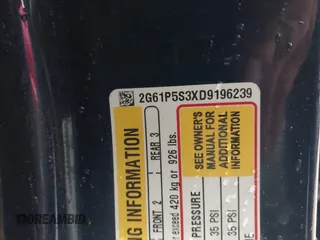 2G61P5S3XD9196239
NG INFORMATION
FRONT 2 | REAR 3
r exceed 420 kg or 926 lbs.
PRESSURE
35 PSI
35 PSI
SEE OWNER'S
MANUAL FOR
ADDITIONAL
INFORMATION
DREAMBID